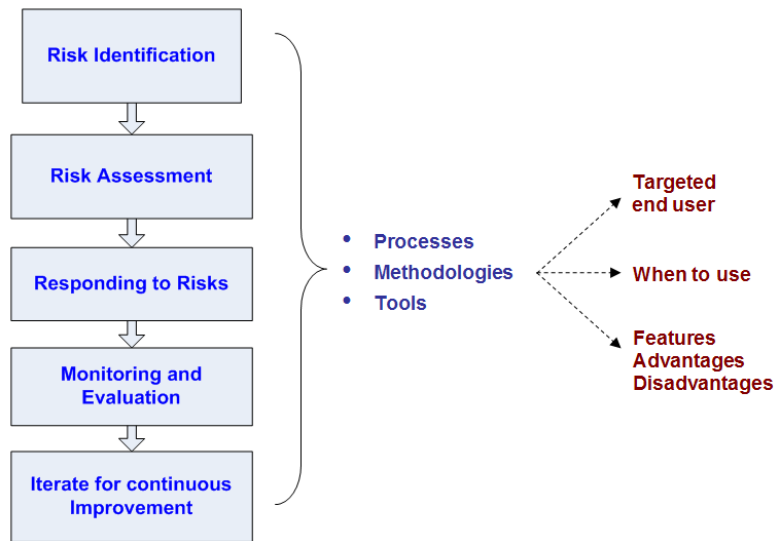 Risk Identification
Risk Assessment
Responding to Risks
Monitoring and
Evaluation
Iterate for continuous
Improvement
• Processes
• Methodologies
• Tools
Targeted
end user
When to use
Features
Advantages
Disadvantages